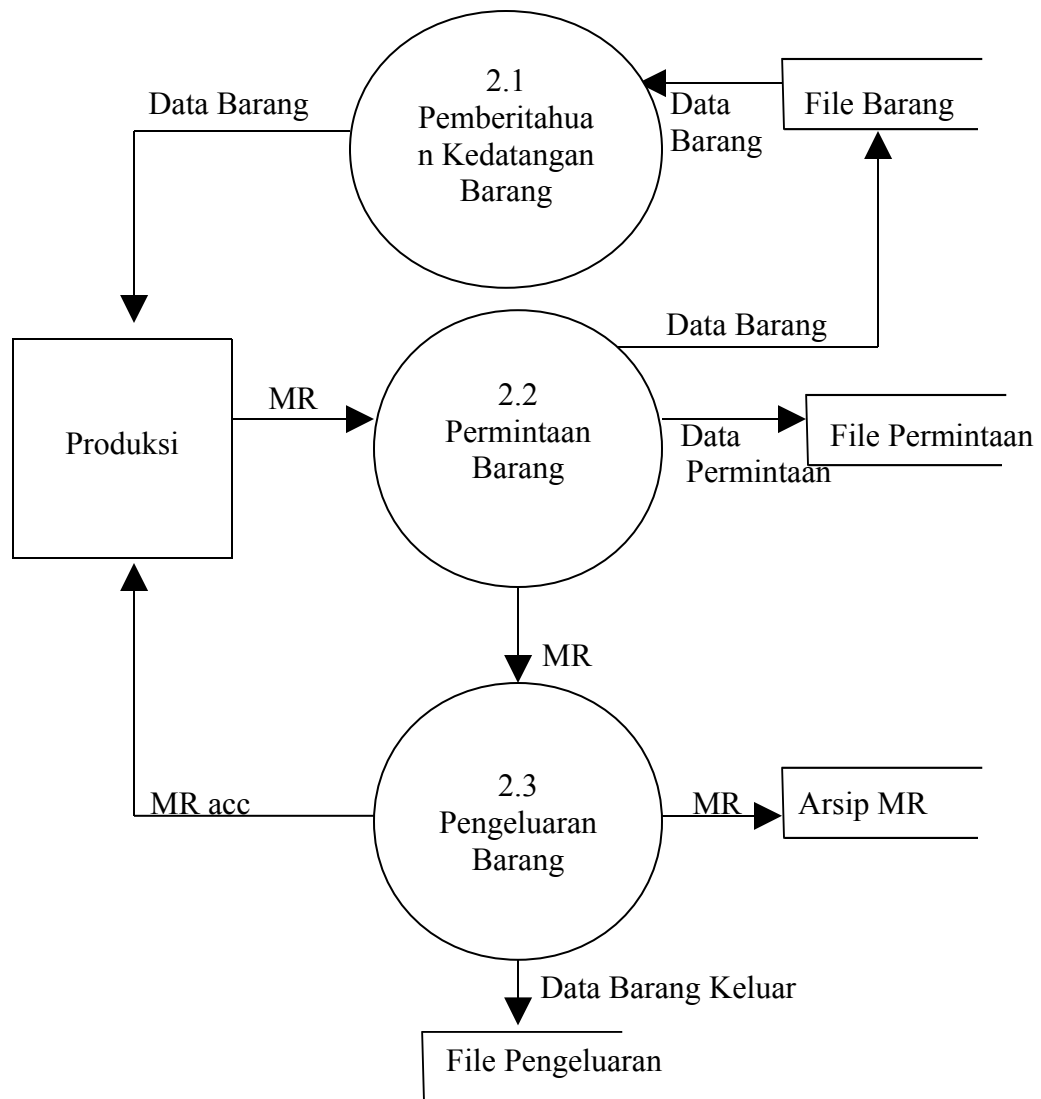 2.1
Pemberitahua
n Kedatangan
Barang
Data Barang
Data
Barang
File Barang
Data Barang
Produksi
MR
2.2
Permintaan
Barang
Data
Permintaan
File Permintaan
MR
2.3
Pengeluaran
Barang
MR acc
MR
Arsip MR
Data Barang Keluar
File Pengeluaran